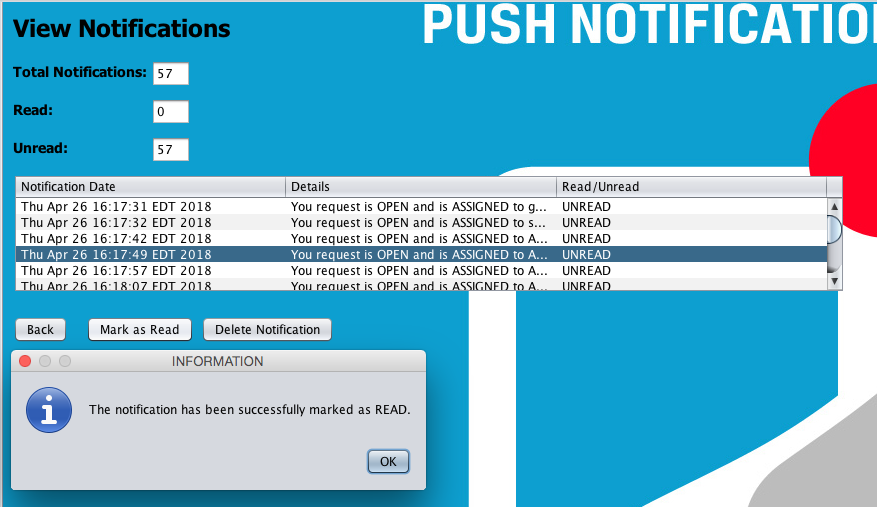 View Notifications
PUSH NOTIFICATIO
Total Notifications: 57
Read: 0
Unread: 57
Notification Date Details Read/Unread
Thu Apr 26 16:17:31 EDT 2018 You request is OPEN and is ASSIGNED to g... UNREAD
Thu Apr 26 16:17:32 EDT 2018 You request is OPEN and is ASSIGNED to s... UNREAD
Thu Apr 26 16:17:42 EDT 2018 You request is OPEN and is ASSIGNED to A... UNREAD
Thu Apr 26 16:17:49 EDT 2018 You request is OPEN and is ASSIGNED to A... UNREAD
Thu Apr 26 16:17:57 EDT 2018 You request is OPEN and is ASSIGNED to A... UNREAD
Thu Apr 26 16:18:07 EDT 2018 You request is OPEN and is ASSIGNED to A... UNREAD
Back Mark as Read Delete Notification
INFORMATION
The notification has been successfully marked as READ.
OK